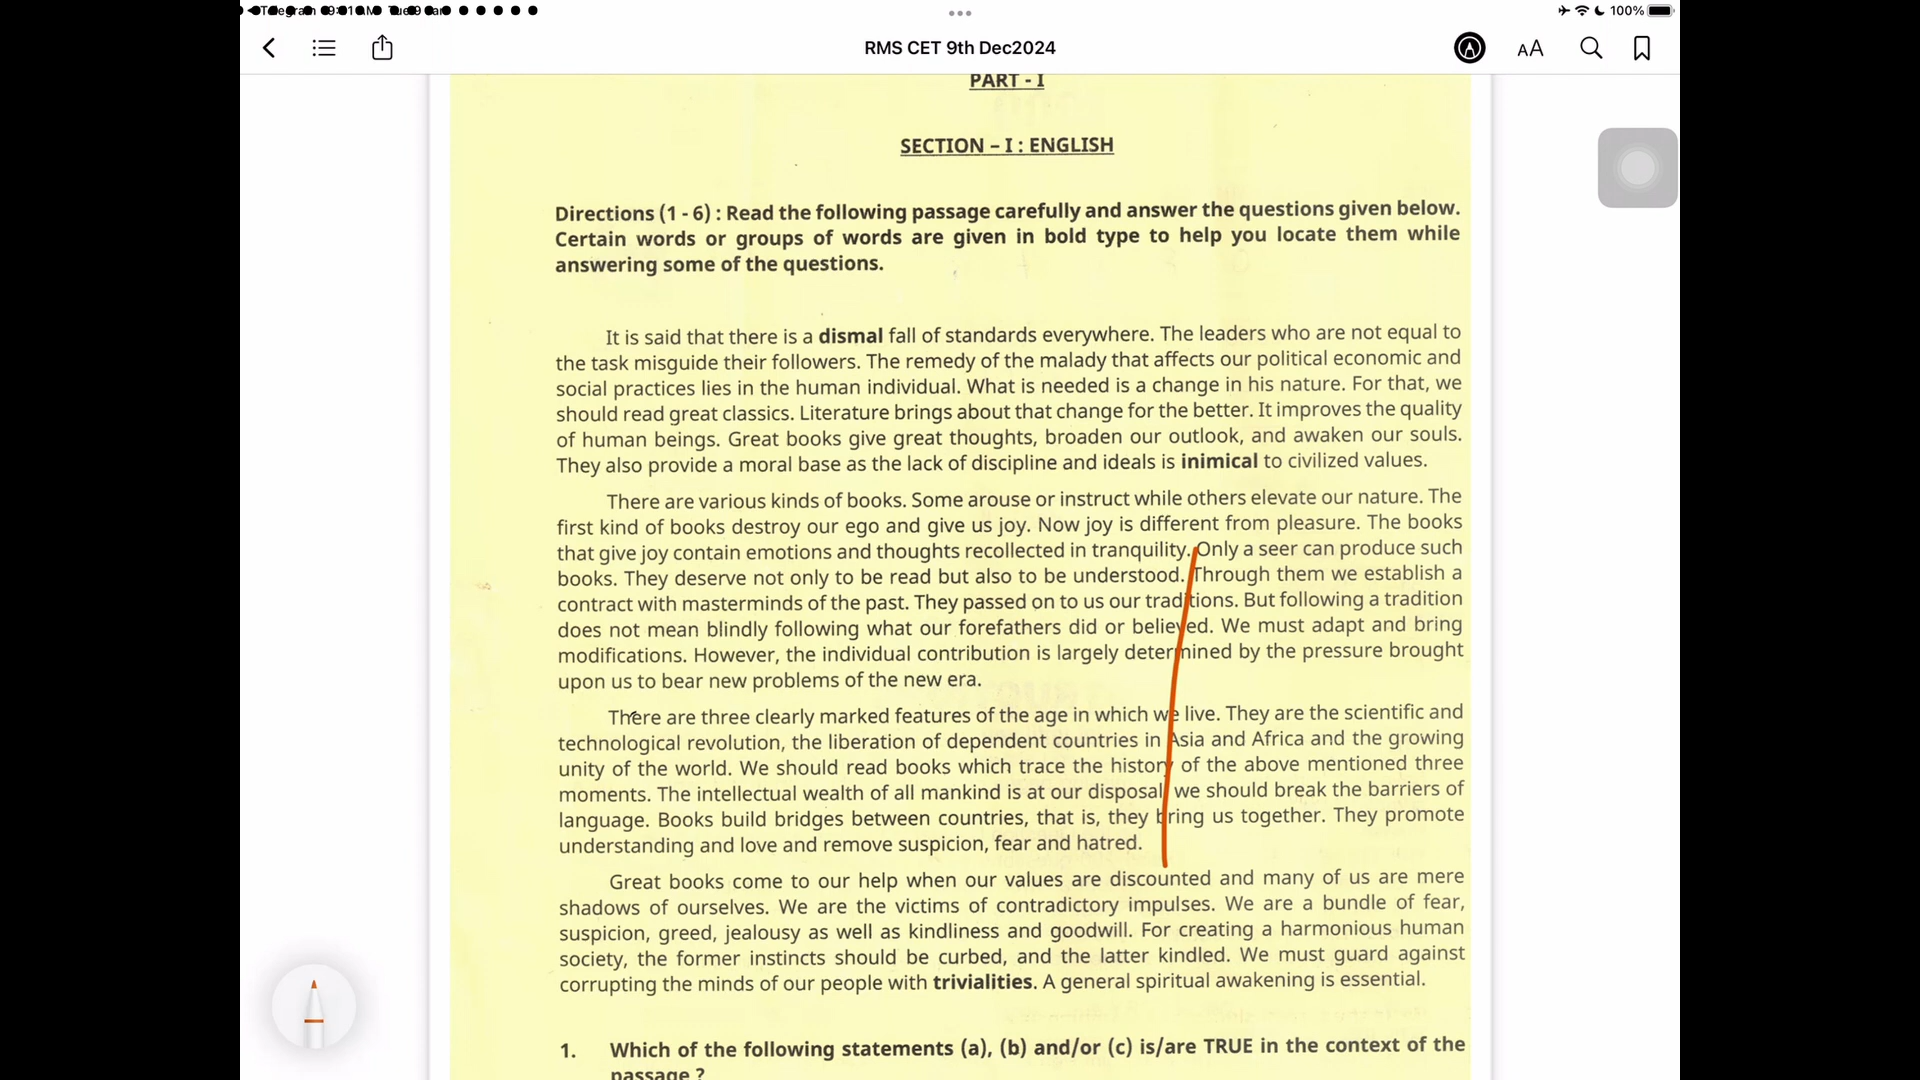 RMS CET 9th Dec2024
100%
AA
PART - I
SECTION – I : ENGLISH
Directions (1 - 6) : Read the following passage carefully and answer the questions given below.
Certain words or groups of words are given in bold type to help you locate them while
answering some of the questions.
It is said that there is a dismal fall of standards everywhere. The leaders who are not equal to
the task misguide their followers. The remedy of the malady that affects our political economic and
social practices lies in the human individual. What is needed is a change in his nature. For that, we
should read great classics. Literature brings about that change for the better. It improves the quality
of human beings. Great books give great thoughts, broaden our outlook, and awaken our souls.
They also provide a moral base as the lack of discipline and ideals is inimical to civilized values.
There are various kinds of books. Some arouse or instruct while others elevate our nature. The
first kind of books destroy our ego and give us joy. Now joy is different from pleasure. The books
that give joy contain emotions and thoughts recollected in tranquility. Only a seer can produce such
books. They deserve not only to be read but also to be understood. Through them we establish a
contract with masterminds of the past. They passed on to us our traditions. But following a tradition
does not mean blindly following what our forefathers did or believed. We must adapt and bring
modifications. However, the individual contribution is largely determined by the pressure brought
upon us to bear new problems of the new era.
There are three clearly marked features of the age in which we live. They are the scientific and
technological revolution, the liberation of dependent countries in Asia and Africa and the growing
unity of the world. We should read books which trace the history of the above mentioned three
moments. The intellectual wealth of all mankind is at our disposal, we should break the barriers of
language. Books build bridges between countries, that is, they bring us together. They promote
understanding and love and remove suspicion, fear and hatred.
Great books come to our help when our values are discounted and many of us are mere
shadows of ourselves. We are the victims of contradictory impulses. We are a bundle of fear,
suspicion, greed, jealousy as well as kindliness and goodwill. For creating a harmonious human
society, the former instincts should be curbed, and the latter kindled. We must guard against
corrupting the minds of our people with trivialities. A general spiritual awakening is essential.
1. Which of the following statements (a), (b) and/or (c) is/are TRUE in the context of the
passage ?